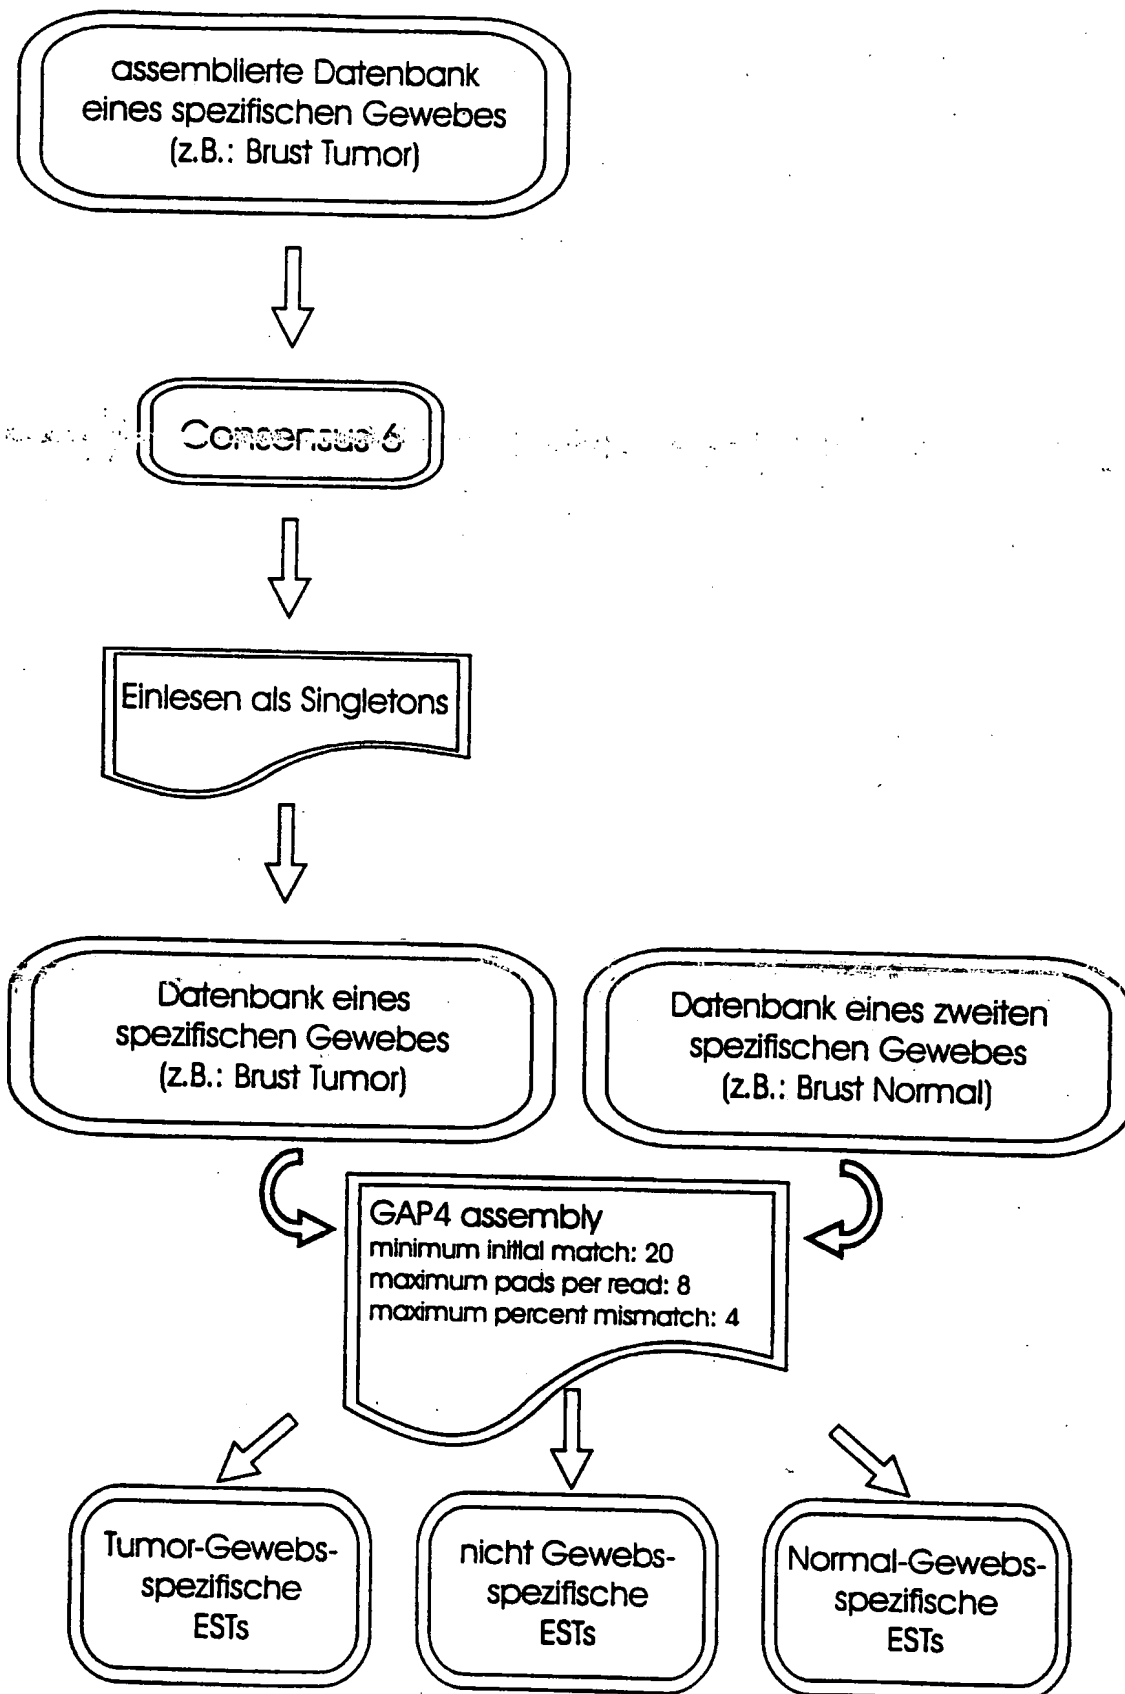 assemblierte Datenbank
eines spezifischen Gewebes
(z.B.: Brust Tumor)
Consensus 6
Einlesen als Singletons
Datenbank eines
spezifischen Gewebes
(z.B.: Brust Tumor)
Datenbank eines zweiten
spezifischen Gewebes
(z.B.: Brust Normal)
GAP4 assembly
minimum initial match: 20
maximum pads per read: 8
maximum percent mismatch: 4
Tumor-Gewebs-
spezifische
ESTs
nicht Gewebs-
spezifische
ESTs
Normal-Gewebs-
spezifische
ESTs